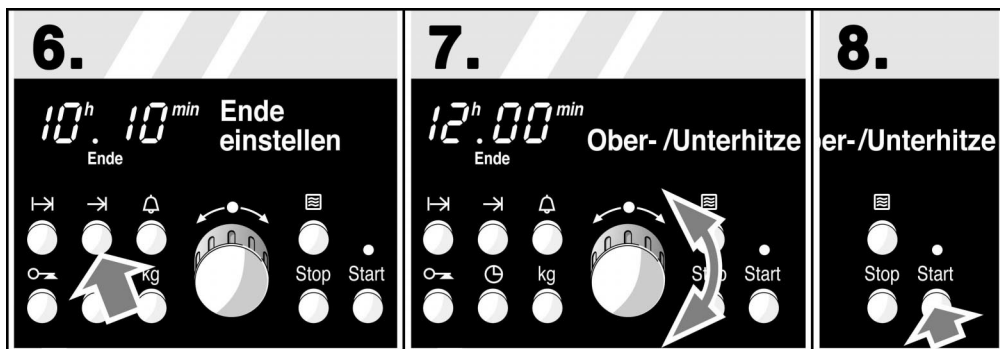 6.
10h. 10min Ende
einstellen
Ende
kg
Stop Start
7.
12h.00min
Ober-/Unterhitze
Ende
kg
Stop Start
8.
er-/Unterhitze
Stop Start